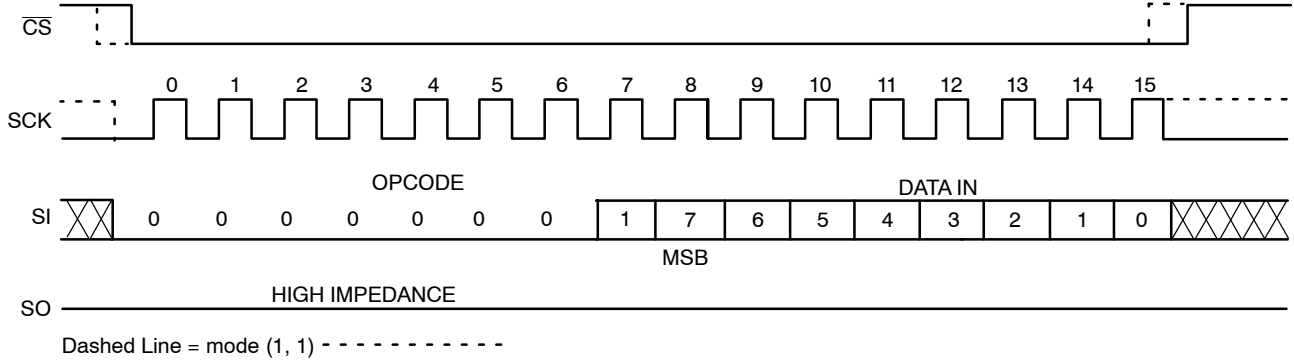 CS
0 1 2 3 4 5 6 7 8 9 10 11 12 13 14 15
SCK
OPCODE DATA IN
SI 0 0 0 0 0 0 0 1 7 6 5 4 3 2 1 0
MSB
HIGH IMPEDANCE
SO
Dashed Line = mode (1, 1) - - - - - - - - - - -